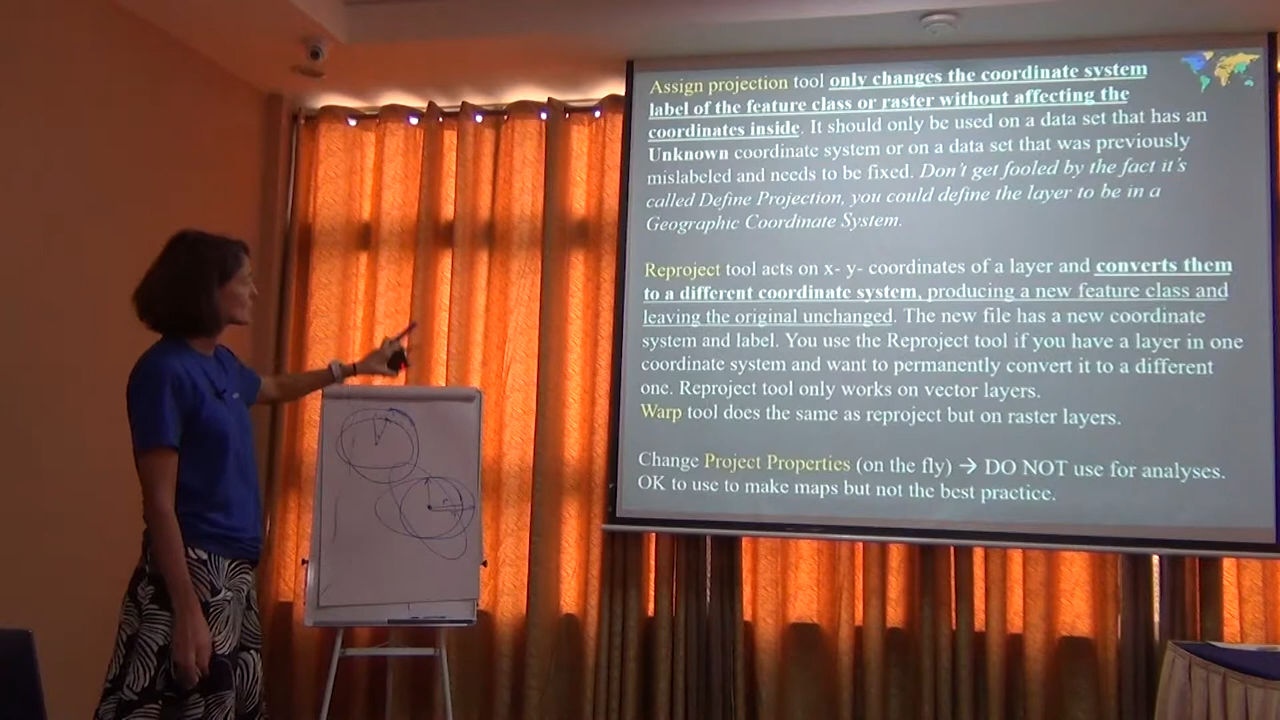 Assign projection tool only changes the coordinate system
label of the feature class or raster without affecting the
coordinates inside. It should only be used on a data set that has an
Unknown coordinate system or on a data set that was previously
mislabeled and needs to be fixed. Don't get fooled by the fact it's
called Define Projection, you could define the layer to be in a
Geographic Coordinate System.
Reproject tool acts on x- y- coordinates of a layer and converts them
to a different coordinate system, producing a new feature class and
leaving the original unchanged. The new file has a new coordinate
system and label. You use the Reproject tool if you have a layer in one
coordinate system and want to permanently convert it to a different
one. Reproject tool only works on vector layers.
Warp tool does the same as reproject but on raster layers.
Change Project Properties (on the fly) → DO NOT use for analyses.
OK to use to make maps but not the best practice.